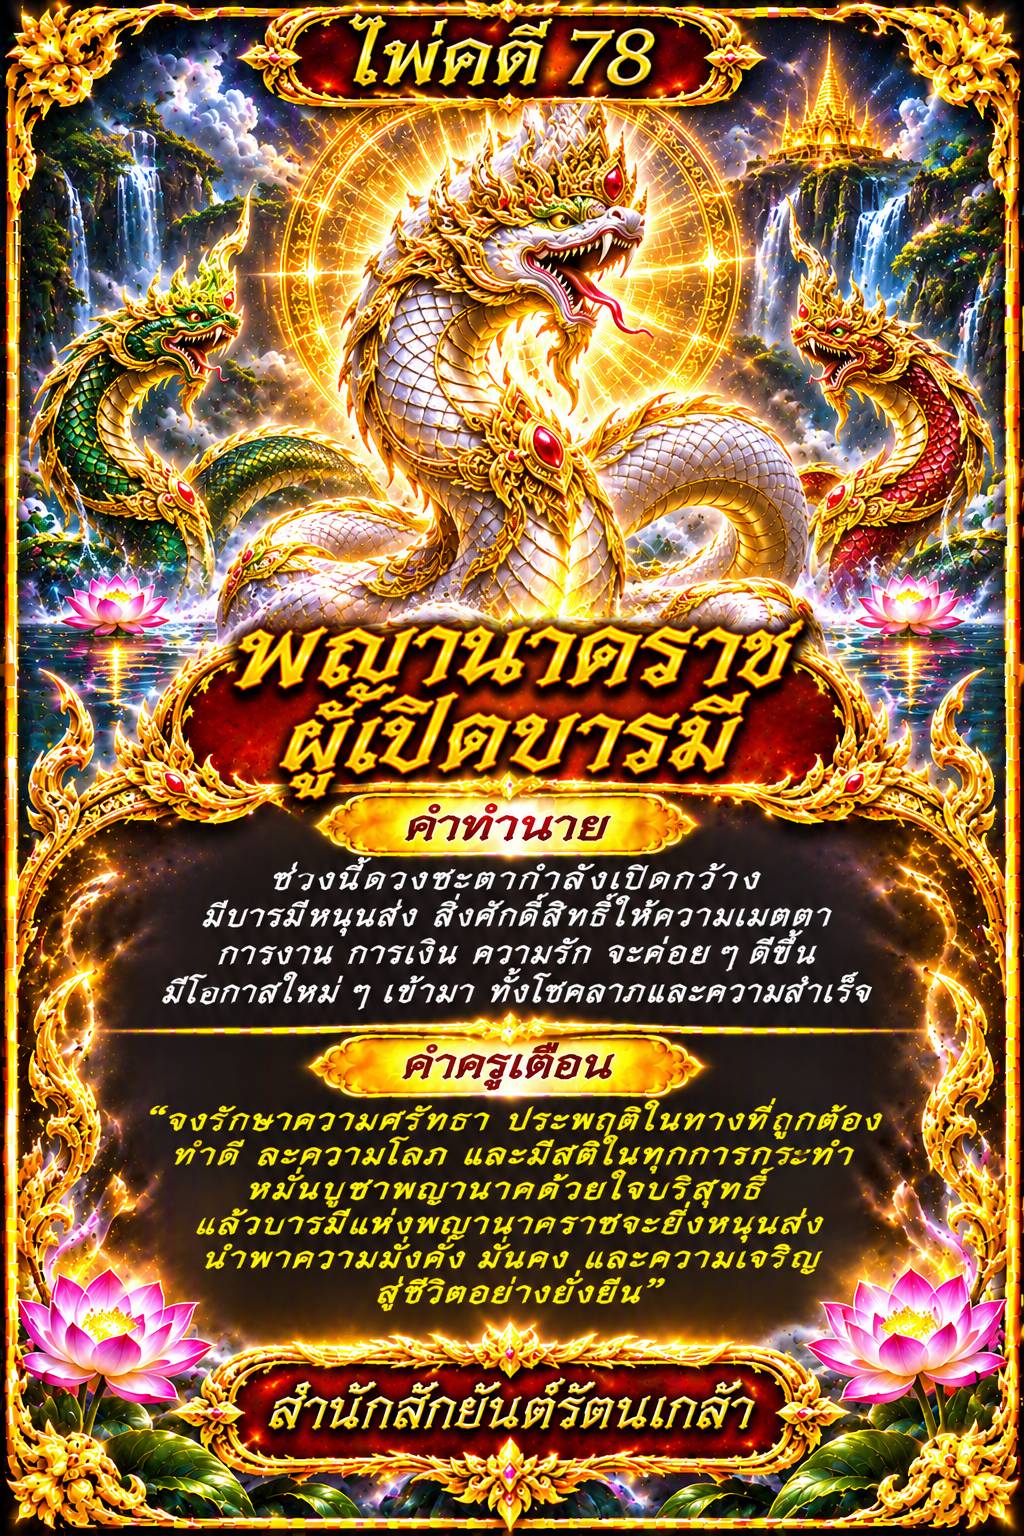 ไพ่คดี 78
พญานาคราช
ผู้เปิดบารมี
คำทำนาย
ช่วงนี้ดวงชะตากำลังเปิดกว้าง
มีบารมีหนุนส่ง สิ่งศักดิ์สิทธิ์ให้ความเมตตา
การงาน การเงิน ความรัก จะค่อย ๆ ดีขึ้น
มีโอกาสใหม่ ๆ เข้ามา ทั้งโชคลาภและความสำเร็จ
คำครูเตือน
“จงรักษาความศรัทธา ประพฤติในทางที่ถูกต้อง
ทำดี ละความโลภ และมีสติในทุกการกระทำ
หมั่นบูชาพญานาคด้วยใจบริสุทธิ์
แล้วบารมีแห่งพญานาคราชจะยิ่งหนุนส่ง
นำพาความมั่งคั่ง มั่นคง และความเจริญ
สู่ชีวิตอย่างยั่งยืน”
สำนักสักยันต์รัตนเกล้า